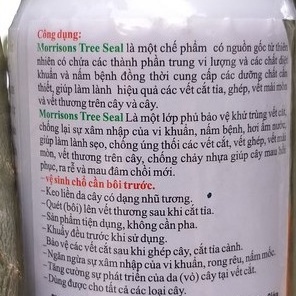 Công dụng:
Morrisons Tree Seal là một chế phẩm có nguồn gốc từ thiên
nhiên có chứa các thành phần trung vi lượng và các chất diệt
khuẩn và nấm bệnh đồng thời cung cấp các dưỡng chất cần
thiết, giúp làm lành hiệu quả các vết cắt tỉa, ghép, vết mái mòn
và vết thương trên cây và cây.
Morrisons Tree Seal Là một lớp phủ bảo vệ khử trùng vết cắt,
chống lại sự xâm nhập của vi khuẩn, nấm bệnh, hơi ẩm nước,
giúp làm lành sẹo, chống úng thối các vết cắt, vết ghép, vết mái
mòn, vết thương trên cây, chống chảy nhựa giúp cây mau hồi
phục, ra rễ và mau đâm chồi mới.
- vệ sinh chổ cần bôi trước.
- Keo liền da cây có dạng nhũ tương.
- Quét (bôi) lên vết thương sau khi cắt tỉa.
- Sản phẩm tiện dụng, không cần pha.
- Khuấy đều trước khi sử dụng.
_ Bảo vệ các vết cắt sau khi ghép cây, cắt tỉa cành.
- Ngăn ngừa sự xâm nhập của vi khuẩn, rong rêu, nấm mốc.
- Tăng cường sự phát triển của da (vỏ) cây tại vết cắt.
- Dùng được cho tất cả các loại cây.